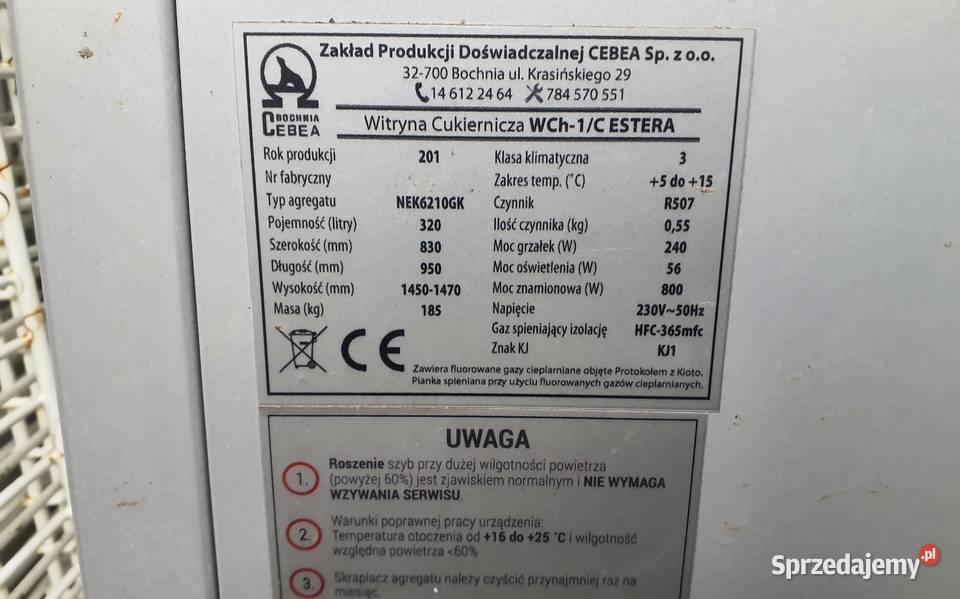 Zakład Produkcji Doświadczalnej CEBEA Sp. z o.o.
32-700 Bochnia ul. Krasińskiego 29
14 612 24 64 784 570 551
BOCHNIA
CEBEA
Witryna Cukiernicza WCh-1/C ESTERA
Rok produkcji 201
Nr fabryczny
Typ agregatu NEK6210GK
Pojemność (litry) 320
Szerokość (mm) 830
Długość (mm) 950
Wysokość (mm) 1450-1470
Masa (kg) 185
Klasa klimatyczna 3
Zakres temp. (°C) +5 do +15
Czynnik R507
Ilość czynnika (kg) 0,55
Moc grzałek (W) 240
Moc oświetlenia (W) 56
Moc znamionowa (W) 800
Napięcie 230V~50Hz
Gaz spieniający izolację HFC-365mfc
Znak KJ KJ1
CE
Zawiera fluorowane gazy cieplarniane objęte Protokołem z Kioto.
Pianka spieniana przy użyciu fluorowanych gazów cieplarnianych.
UWAGA
1. Roszenie szyb przy dużej wilgotności powietrza
(powyżej 60%) jest zjawiskiem normalnym i NIE WYMAGA
WZYWANIA SERWISU.
2. Warunki poprawnej pracy urządzenia:
Temperatura otoczenia od +16 do +25 °C i wilgotność
względna powietrza <60%
3. Skraplacz agregatu należy czyścić przynajmniej raz na
miesiąc.
Sprzedajemy.pl